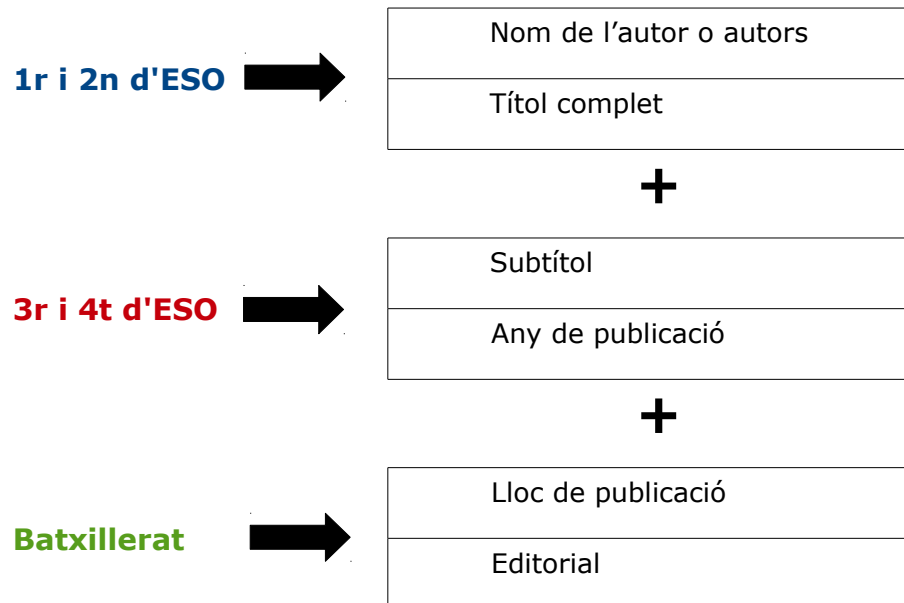 Nom de l’autor o autors
1r i 2n d'ESO
Títol complet
+
Subtítol
3r i 4t d'ESO
Any de publicació
+
Lloc de publicació
Batxillerat
Editorial